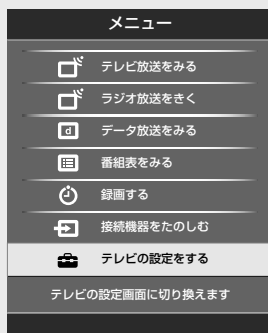 メニュー
テレビ放送をみる
ラジオ放送をきく
d データ放送をみる
番組表をみる
録画する
接続機器をたのしむ
テレビの設定をする
テレビの設定画面に切り換えます